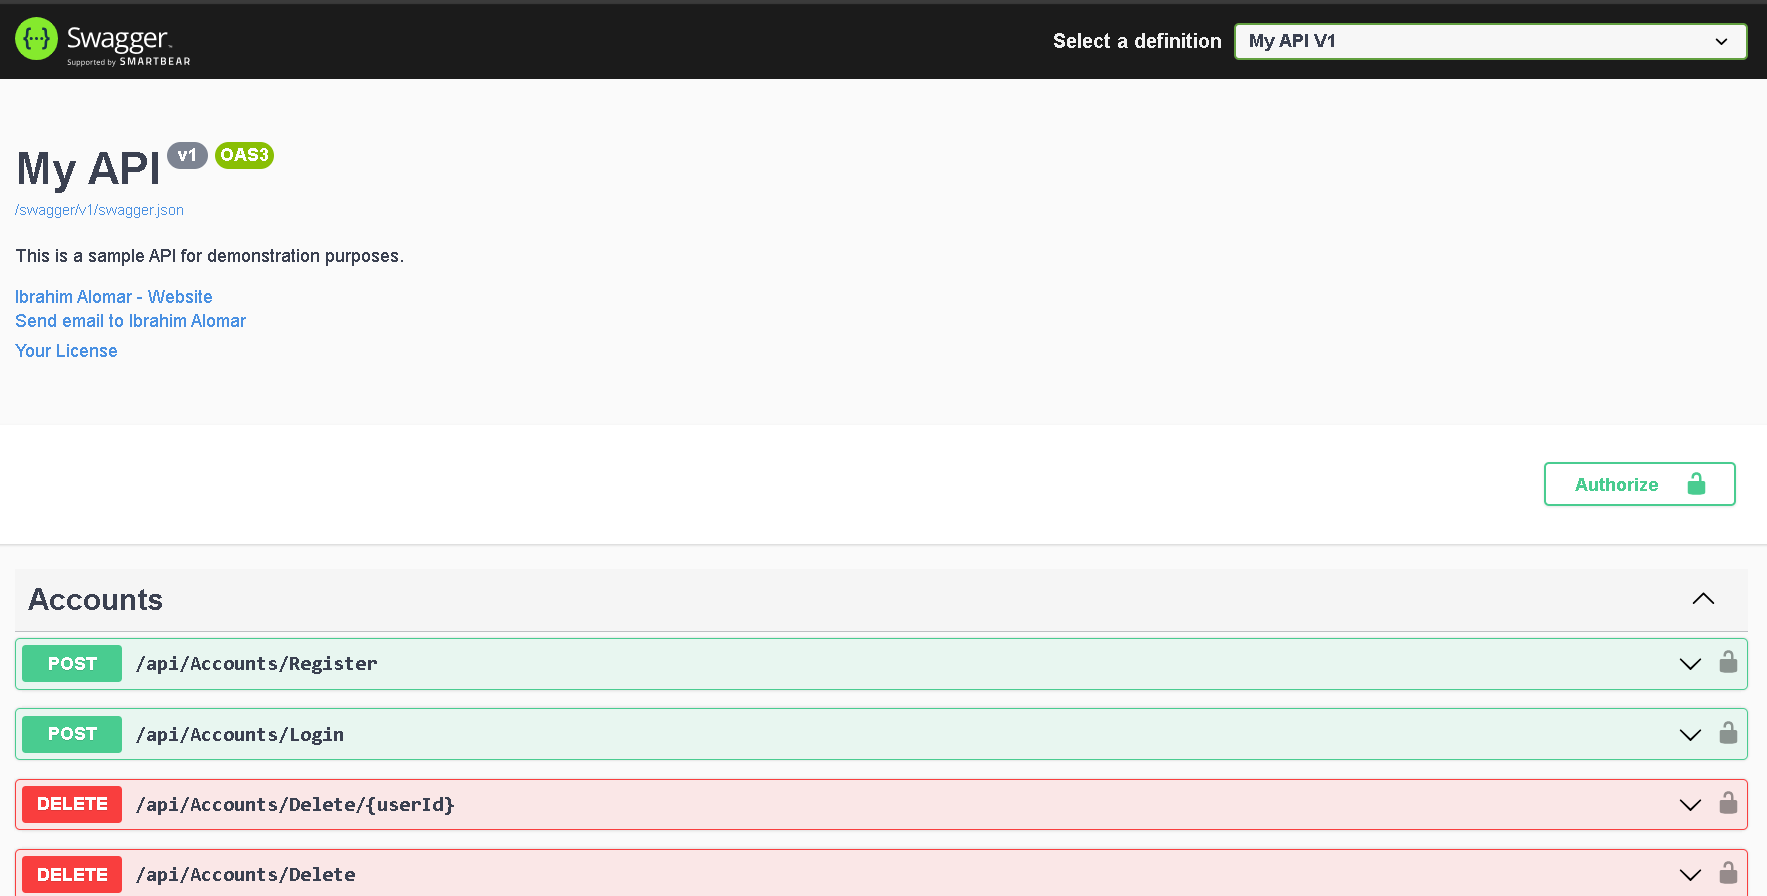 {···} Swagger™
Supported by SMARTBEAR
Select a definition My API V1
My API v1 OAS3
/swagger/v1/swagger.json
This is a sample API for demonstration purposes.
Ibrahim Alomar - Website
Send email to Ibrahim Alomar
Your License
Authorize
Accounts
POST /api/Accounts/Register
POST /api/Accounts/Login
DELETE /api/Accounts/Delete/{userId}
DELETE /api/Accounts/Delete